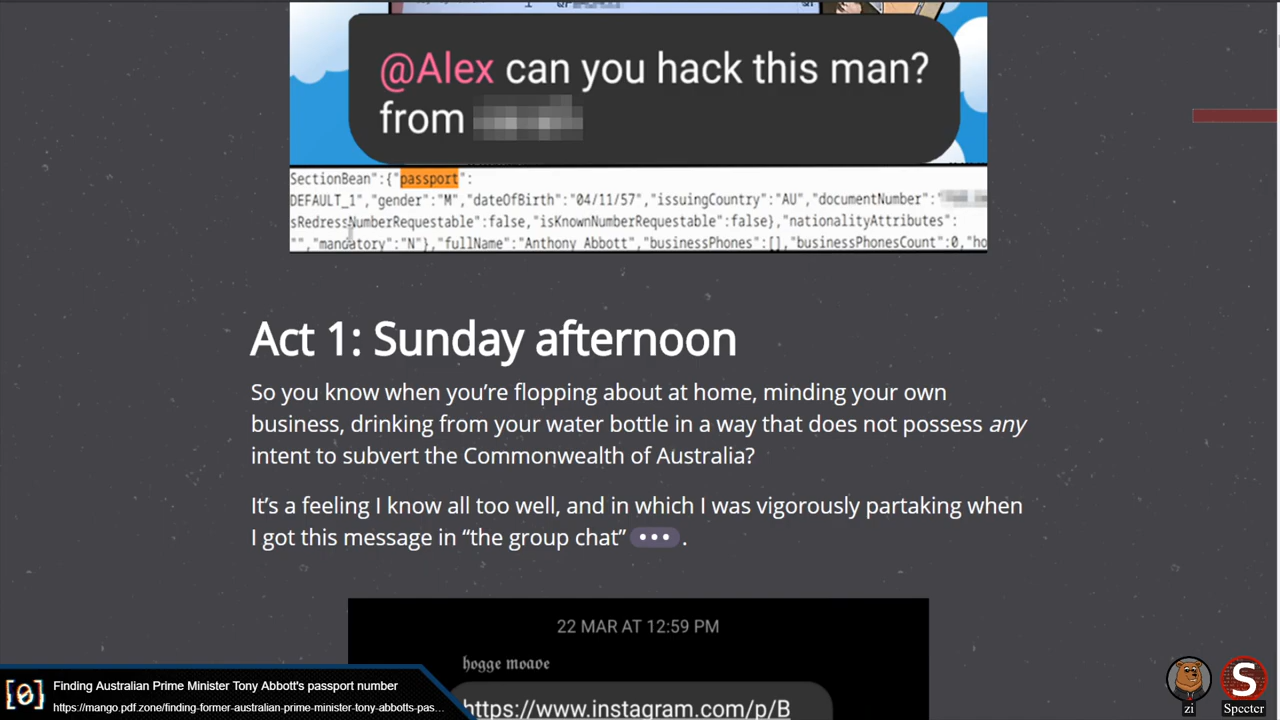 @Alex can you hack this man?
from
SectionBean":{"passport":
DEFAULT_1","gender":"M","dateOfBirth":"04/11/57","issuingCountry":"AU","documentNumber":"
sRedressNumberRequestable":false,"isKnownNumberRequestable":false},"nationalityAttributes":
"","mandatory":"N"},"fullName":"Anthony Abbott","businessPhones":[],"businessPhonesCount":0,"ho
Act 1: Sunday afternoon
So you know when you’re flopping about at home, minding your own
business, drinking from your water bottle in a way that does not possess any
intent to subvert the Commonwealth of Australia?
It’s a feeling I know all too well, and in which I was vigorously partaking when
I got this message in “the group chat” •••.
22 MAR AT 12:59 PM
hogge moade
https://www.instagram.com/p/B
[0]
Finding Australian Prime Minister Tony Abbott's passport number
https://mango.pdf.zone/finding-former-australian-prime-minister-tony-abbotts-pas...
zi
S
Specter